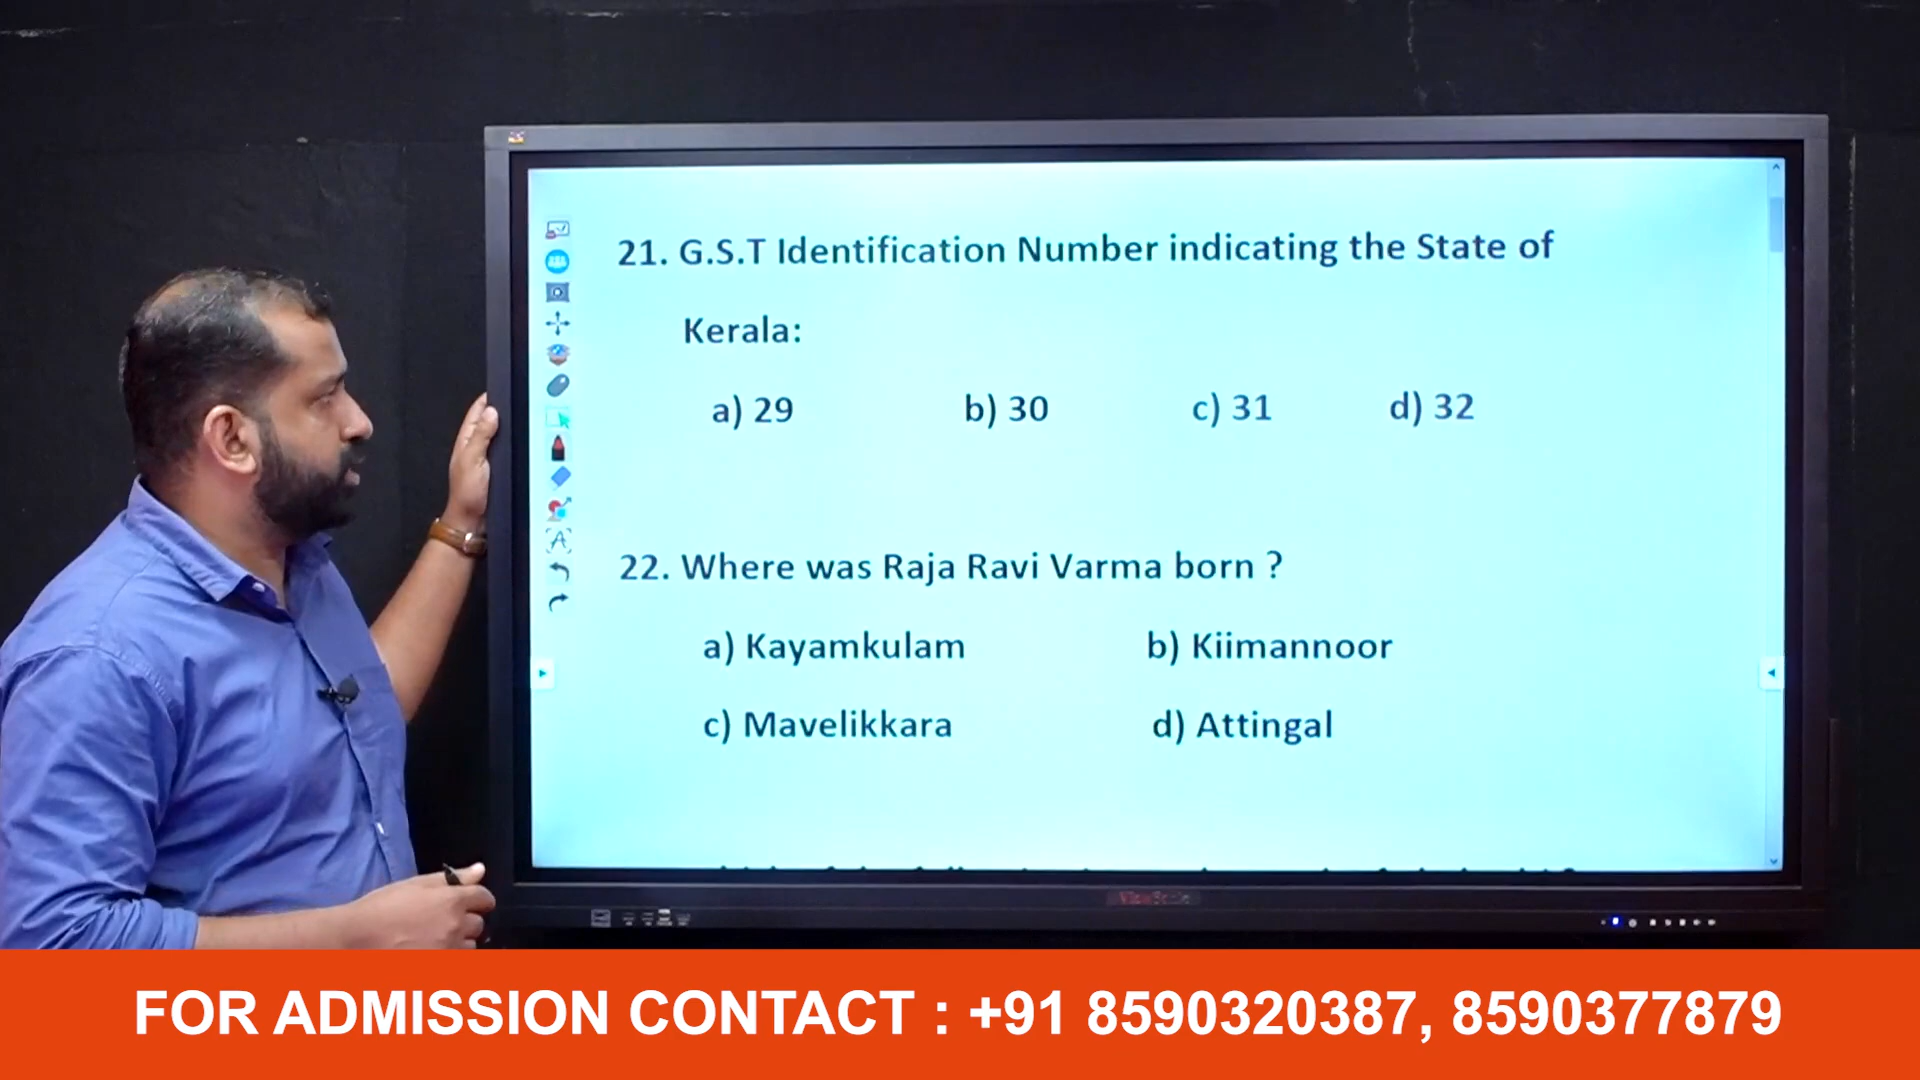 21. G.S.T Identification Number indicating the State of
Kerala:
a) 29 b) 30 c) 31 d) 32
22. Where was Raja Ravi Varma born ?
a) Kayamkulam b) Kiimannoor
c) Mavelikkara d) Attingal
FOR ADMISSION CONTACT : +91 8590320387, 8590377879